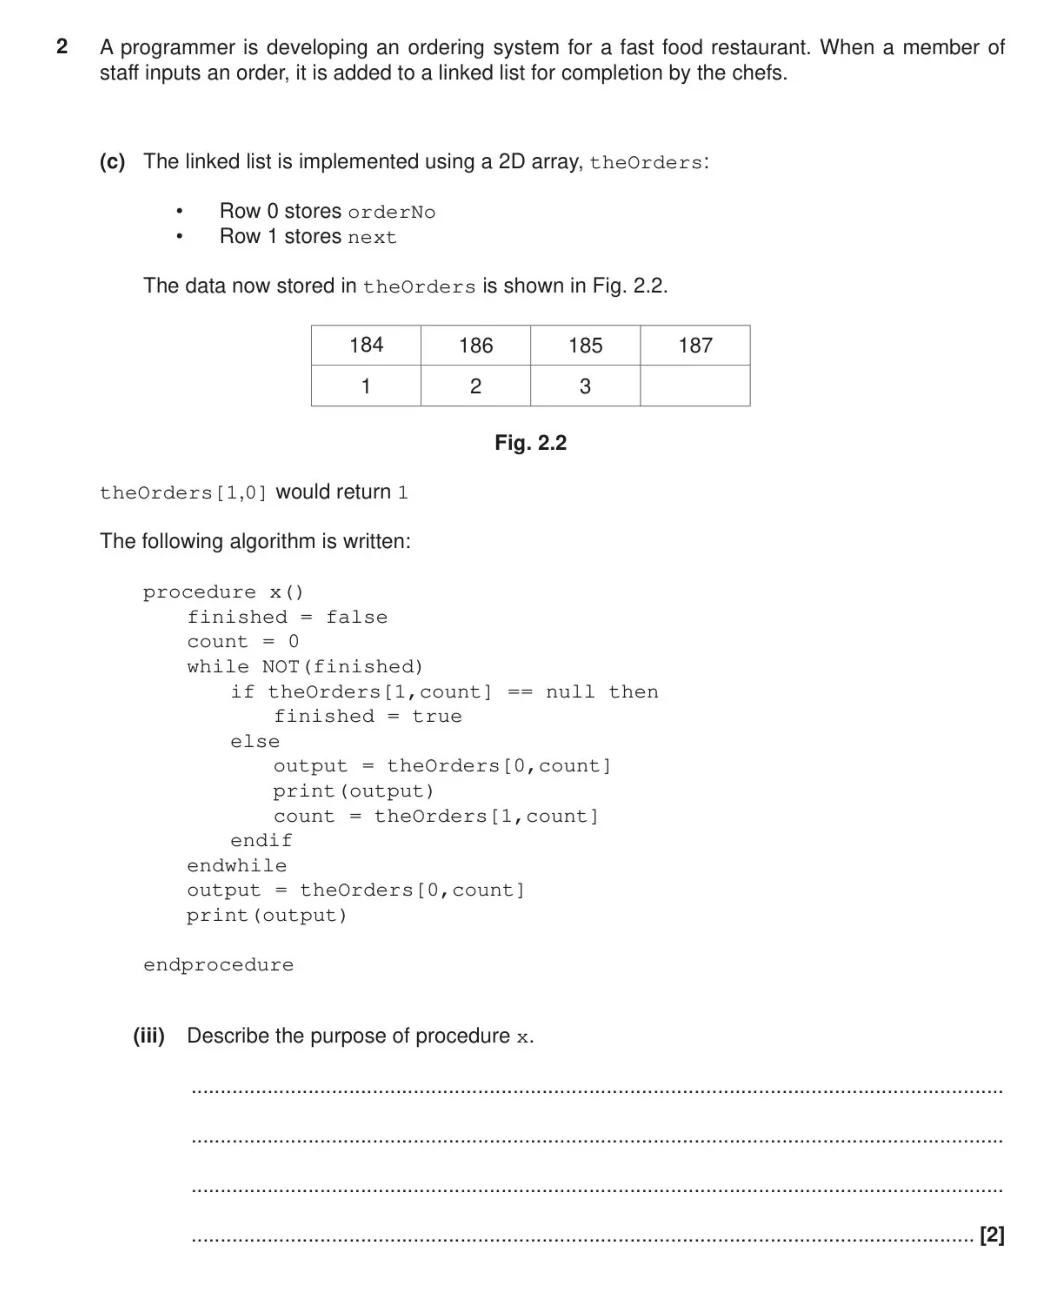 2 A programmer is developing an ordering system for a fast food restaurant. When a member of
staff inputs an order, it is added to a linked list for completion by the chefs.
(c) The linked list is implemented using a 2D array, theOrders:
• Row 0 stores orderNo
• Row 1 stores next
The data now stored in theOrders is shown in Fig. 2.2.
184 186 185 187
1 2 3
Fig. 2.2
theOrders[1,0] would return 1
The following algorithm is written:
procedure x()
finished = false
count = 0
while NOT(finished)
if theOrders[1,count] == null then
finished = true
else
output = theOrders[0,count]
print(output)
count = theOrders[1,count]
endif
endwhile
output = theOrders[0,count]
print(output)
endprocedure
(iii) Describe the purpose of procedure x.
[2]